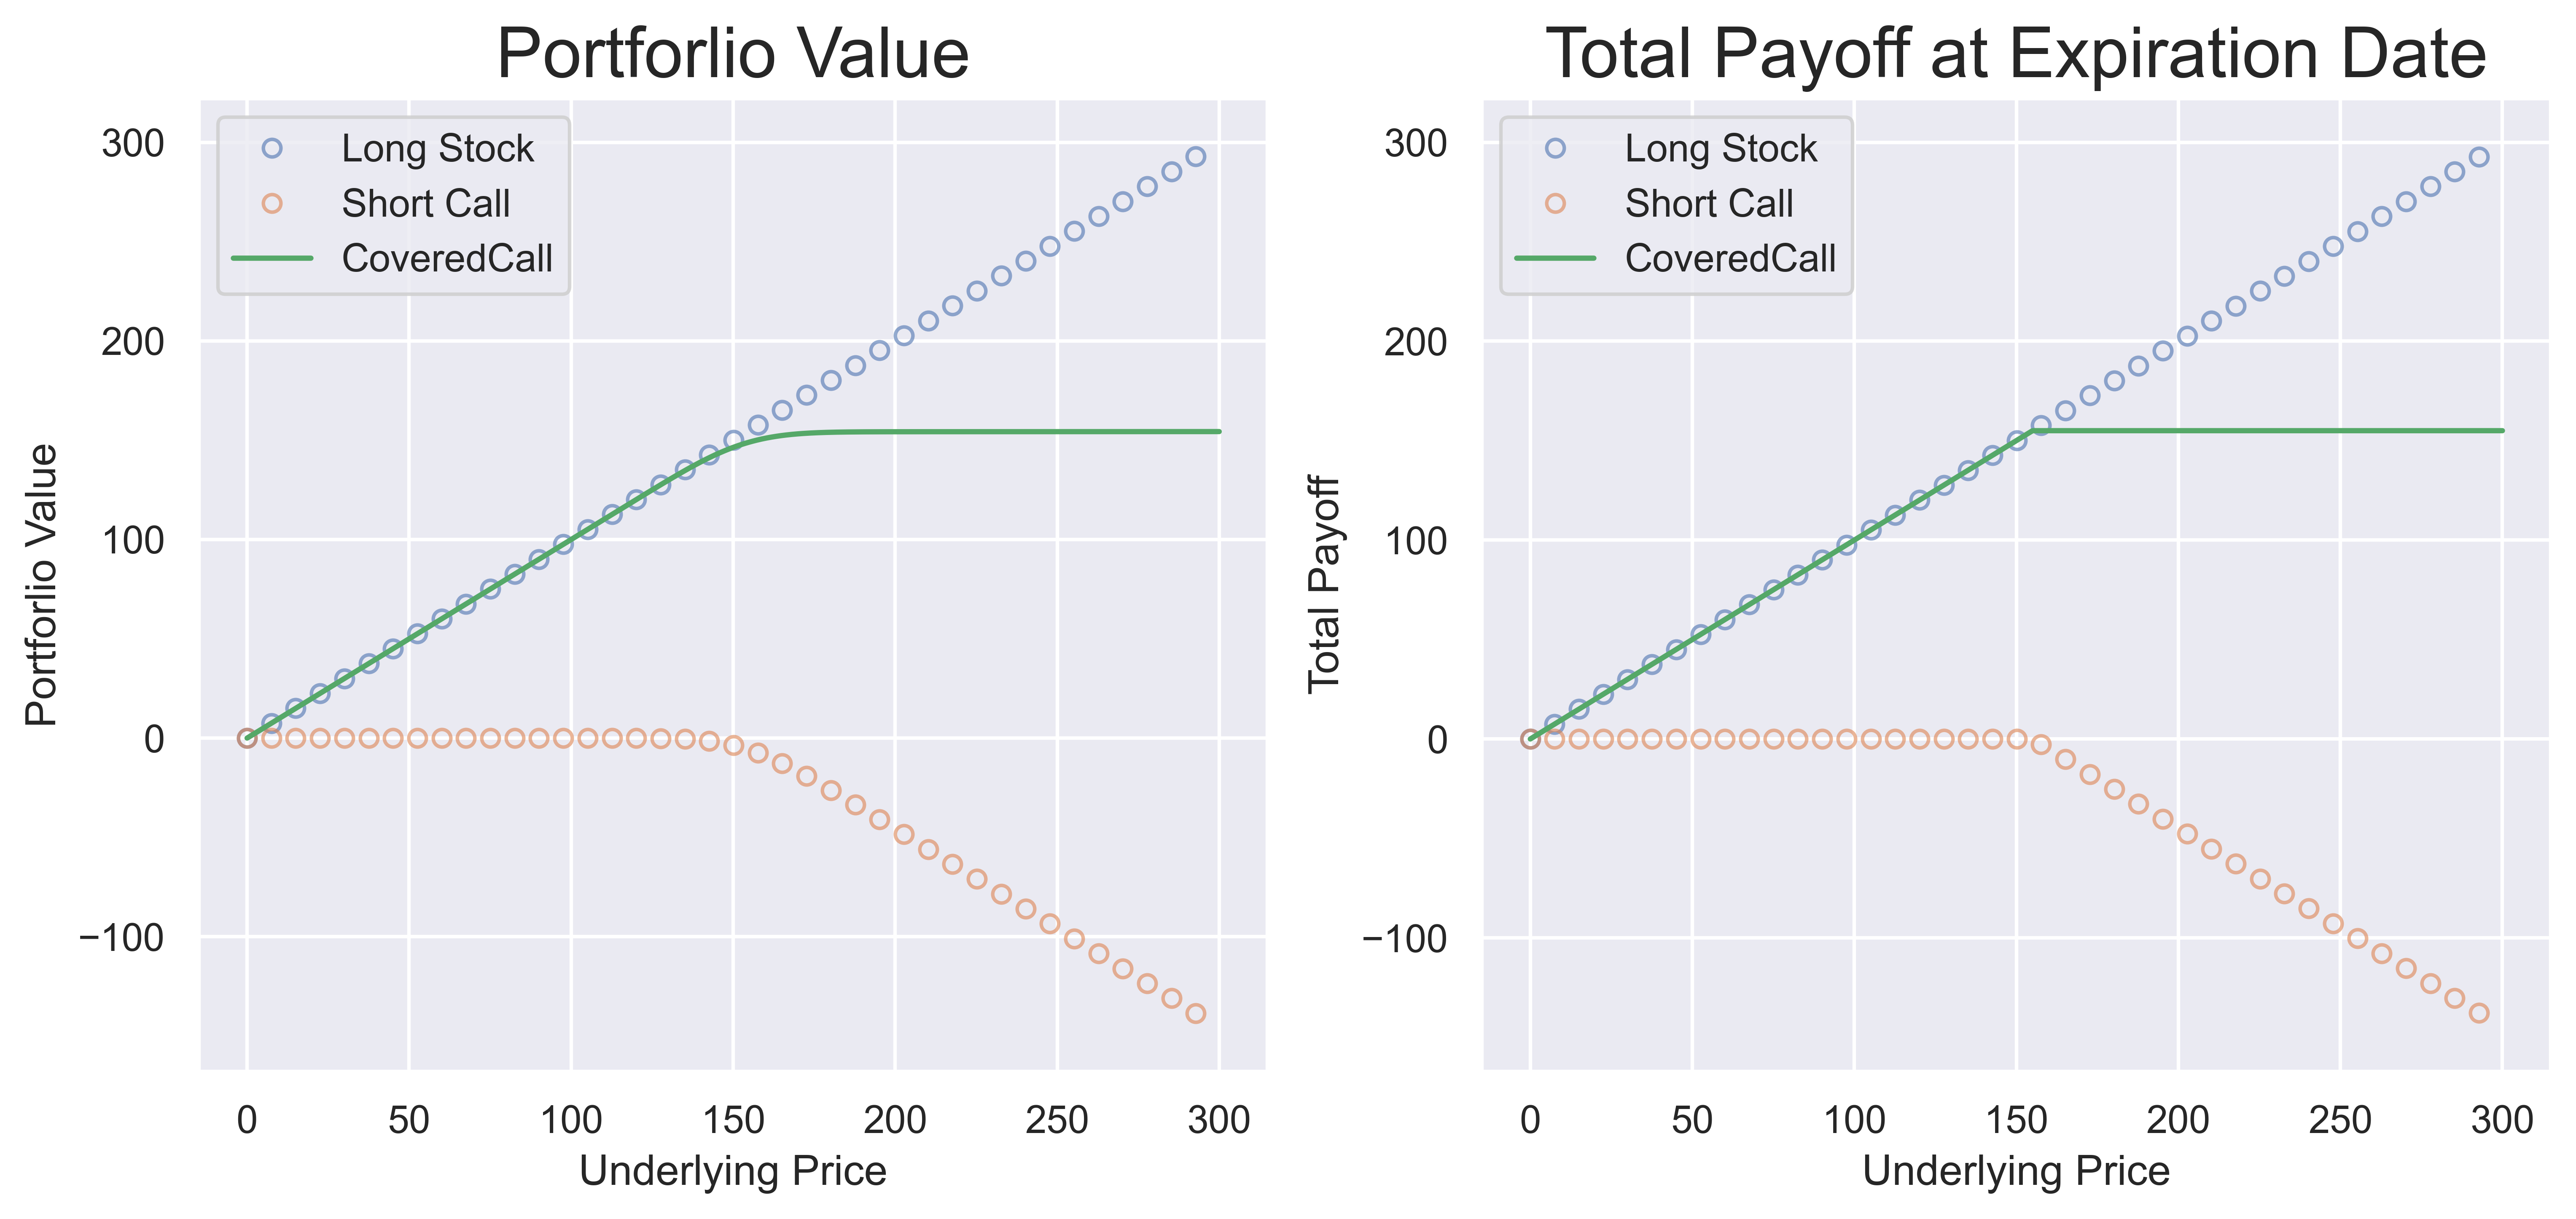 Portforlio Value
Long Stock
Short Call
CoveredCall
300
200
100
0
−100
Portforlio Value
0 50 100 150 200 250 300
Underlying Price
Total Payoff at Expiration Date
Long Stock
Short Call
CoveredCall
300
200
100
0
−100
Total Payoff
0 50 100 150 200 250 300
Underlying Price